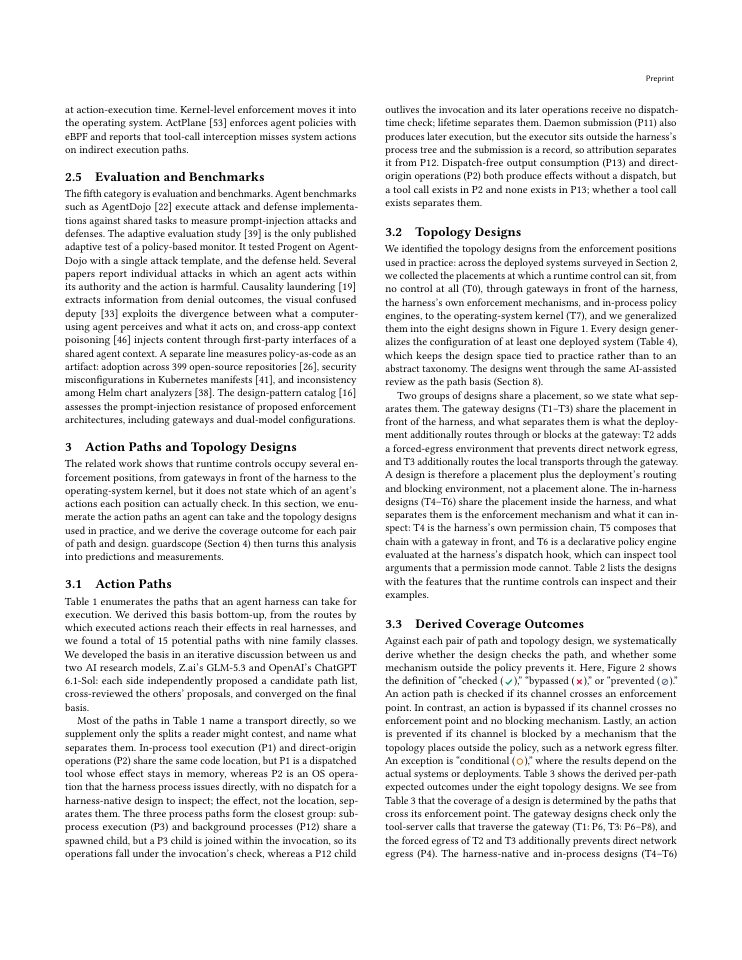 Preprint
at action-execution time. Kernel-level enforcement moves it into
the operating system. ActPlane [53] enforces agent policies with
eBPF and reports that tool-call interception misses system actions
on indirect execution paths.
2.5 Evaluation and Benchmarks
The fifth category is evaluation and benchmarks. Agent benchmarks
such as AgentDojo [22] execute attack and defense implementa-
tions against shared tasks to measure prompt-injection attacks and
defenses. The adaptive evaluation study [39] is the only published
adaptive test of a policy-based monitor. It tested Progent on Agent-
Dojo with a single attack template, and the defense held. Several
papers report individual attacks in which an agent acts within
its authority and the action is harmful. Causality laundering [19]
extracts information from denial outcomes, the visual confused
deputy [33] exploits the divergence between what a computer-
using agent perceives and what it acts on, and cross-app context
poisoning [46] injects content through first-party interfaces of a
shared agent context. A separate line measures policy-as-code as an
artifact: adoption across 399 open-source repositories [26], security
misconfigurations in Kubernetes manifests [41], and inconsistency
among Helm chart analyzers [38]. The design-pattern catalog [16]
assesses the prompt-injection resistance of proposed enforcement
architectures, including gateways and dual-model configurations.
3 Action Paths and Topology Designs
The related work shows that runtime controls occupy several en-
forcement positions, from gateways in front of the harness to the
operating-system kernel, but it does not state which of an agent's
actions each position can actually check. In this section, we enu-
merate the action paths an agent can take and the topology designs
used in practice, and we derive the coverage outcome for each pair
of path and design. guardscope (Section 4) then turns this analysis
into predictions and measurements.
3.1 Action Paths
Table 1 enumerates the paths that an agent harness can take for
execution. We derived this basis bottom-up, from the routes by
which executed actions reach their effects in real harnesses, and
we found a total of 15 potential paths with nine family classes.
We developed the basis in an iterative discussion between us and
two AI research models, Z.ai's GLM-5.3 and OpenAI's ChatGPT
6.1-Sol: each side independently proposed a candidate path list,
cross-reviewed the others' proposals, and converged on the final
basis.
Most of the paths in Table 1 name a transport directly, so we
supplement only the splits a reader might contest, and name what
separates them. In-process tool execution (P1) and direct-origin
operations (P2) share the same code location, but P1 is a dispatched
tool whose effect stays in memory, whereas P2 is an OS opera-
tion that the harness process issues directly, with no dispatch for a
harness-native design to inspect; the effect, not the location, sep-
arates them. The three process paths form the closest group: sub-
process execution (P3) and background processes (P12) share a
spawned child, but a P3 child is joined within the invocation, so its
operations fall under the invocation's check, whereas a P12 child
outlives the invocation and its later operations receive no dispatch-
time check; lifetime separates them. Daemon submission (P11) also
produces later execution, but the executor sits outside the harness's
process tree and the submission is a record, so attribution separates
it from P12. Dispatch-free output consumption (P13) and direct-
origin operations (P2) both produce effects without a dispatch, but
a tool call exists in P2 and none exists in P13; whether a tool call
exists separates them.
3.2 Topology Designs
We identified the topology designs from the enforcement positions
used in practice: across the deployed systems surveyed in Section 2,
we collected the placements at which a runtime control can sit, from
no control at all (T0), through gateways in front of the harness,
the harness's own enforcement mechanisms, and in-process policy
engines, to the operating-system kernel (T7), and we generalized
them into the eight designs shown in Figure 1. Every design gener-
alizes the configuration of at least one deployed system (Table 4),
which keeps the design space tied to practice rather than to an
abstract taxonomy. The designs went through the same AI-assisted
review as the path basis (Section 8).
Two groups of designs share a placement, so we state what sep-
arates them. The gateway designs (T1–T3) share the placement in
front of the harness, and what separates them is what the deploy-
ment additionally routes through or blocks at the gateway: T2 adds
a forced-egress environment that prevents direct network egress,
and T3 additionally routes the local transports through the gateway.
A design is therefore a placement plus the deployment's routing
and blocking environment, not a placement alone. The in-harness
designs (T4–T6) share the placement inside the harness, and what
separates them is the enforcement mechanism and what it can in-
spect: T4 is the harness's own permission chain, T5 composes that
chain with a gateway in front, and T6 is a declarative policy engine
evaluated at the harness's dispatch hook, which can inspect tool
arguments that a permission mode cannot. Table 2 lists the designs
with the features that the runtime controls can inspect and their
examples.
3.3 Derived Coverage Outcomes
Against each pair of path and topology design, we systematically
derive whether the design checks the path, and whether some
mechanism outside the policy prevents it. Here, Figure 2 shows
the definition of "checked (✓)," "bypassed (✗)," or "prevented (⊘)."
An action path is checked if its channel crosses an enforcement
point. In contrast, an action is bypassed if its channel crosses no
enforcement point and no blocking mechanism. Lastly, an action
is prevented if its channel is blocked by a mechanism that the
topology places outside the policy, such as a network egress filter.
An exception is "conditional (○)," where the results depend on the
actual systems or deployments. Table 3 shows the derived per-path
expected outcomes under the eight topology designs. We see from
Table 3 that the coverage of a design is determined by the paths that
cross its enforcement point. The gateway designs check only the
tool-server calls that traverse the gateway (T1: P6, T3: P6–P8), and
the forced egress of T2 and T3 additionally prevents direct network
egress (P4). The harness-native and in-process designs (T4–T6)